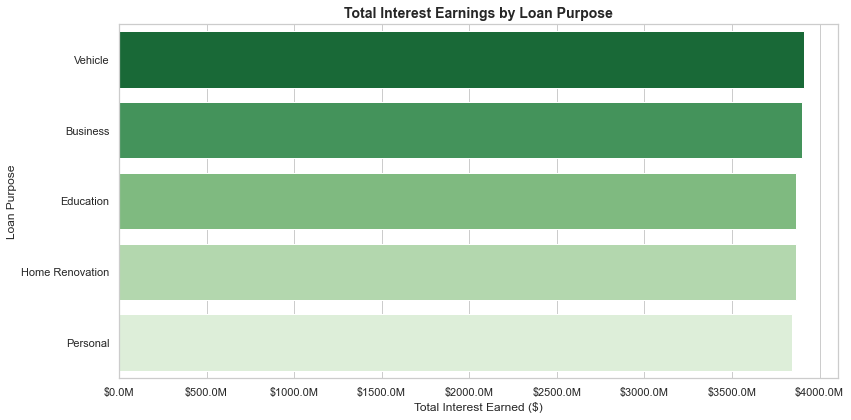 Total Interest Earnings by Loan Purpose
Loan Purpose
Vehicle
Business
Education
Home Renovation
Personal
$0.0M $500.0M $1000.0M $1500.0M $2000.0M $2500.0M $3000.0M $3500.0M $4000.0M
Total Interest Earned ($)